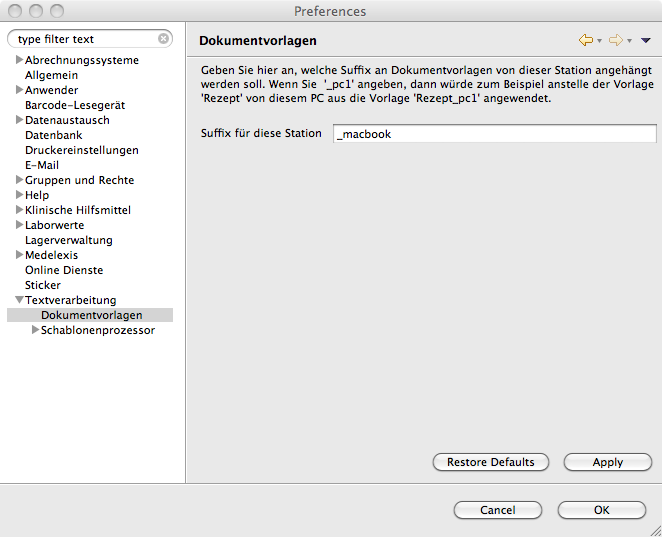 Preferences
type filter text
Abrechnungssysteme
Allgemein
Anwender
Barcode-Lesegerät
Datenaustausch
Datenbank
Druckereinstellungen
E-Mail
Gruppen und Rechte
Help
Klinische Hilfsmittel
Laborwerte
Lagerverwaltung
Medelexis
Online Dienste
Sticker
Textverarbeitung
Dokumentvorlagen
Schablonenprozessor
Dokumentvorlagen
Geben Sie hier an, welche Suffix an Dokumentvorlagen von dieser Station angehängt
werden soll. Wenn Sie '_pc1' angeben, dann würde zum Beispiel anstelle der Vorlage
'Rezept' von diesem PC aus die Vorlage 'Rezept_pc1' angewendet.
Suffix für diese Station _macbook
Restore Defaults Apply
Cancel OK